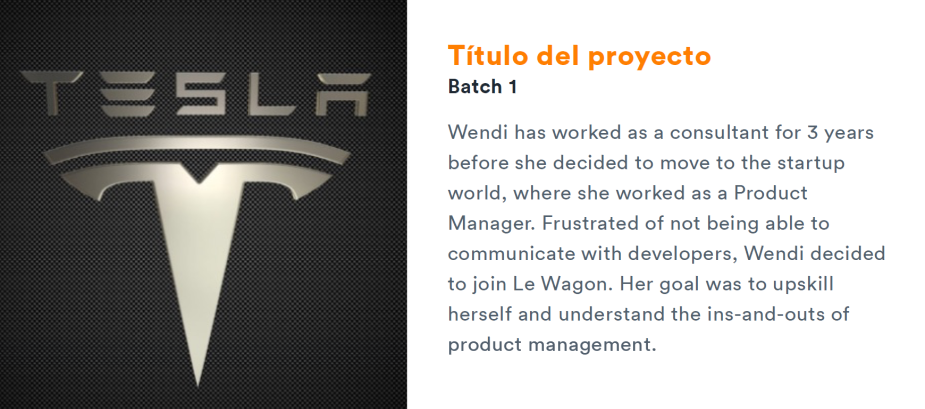 TESLA
Título del proyecto
Batch 1
Wendi has worked as a consultant for 3 years
before she decided to move to the startup
world, where she worked as a Product
Manager. Frustrated of not being able to
communicate with developers, Wendi decided
to join Le Wagon. Her goal was to upskill
herself and understand the ins-and-outs of
product management.